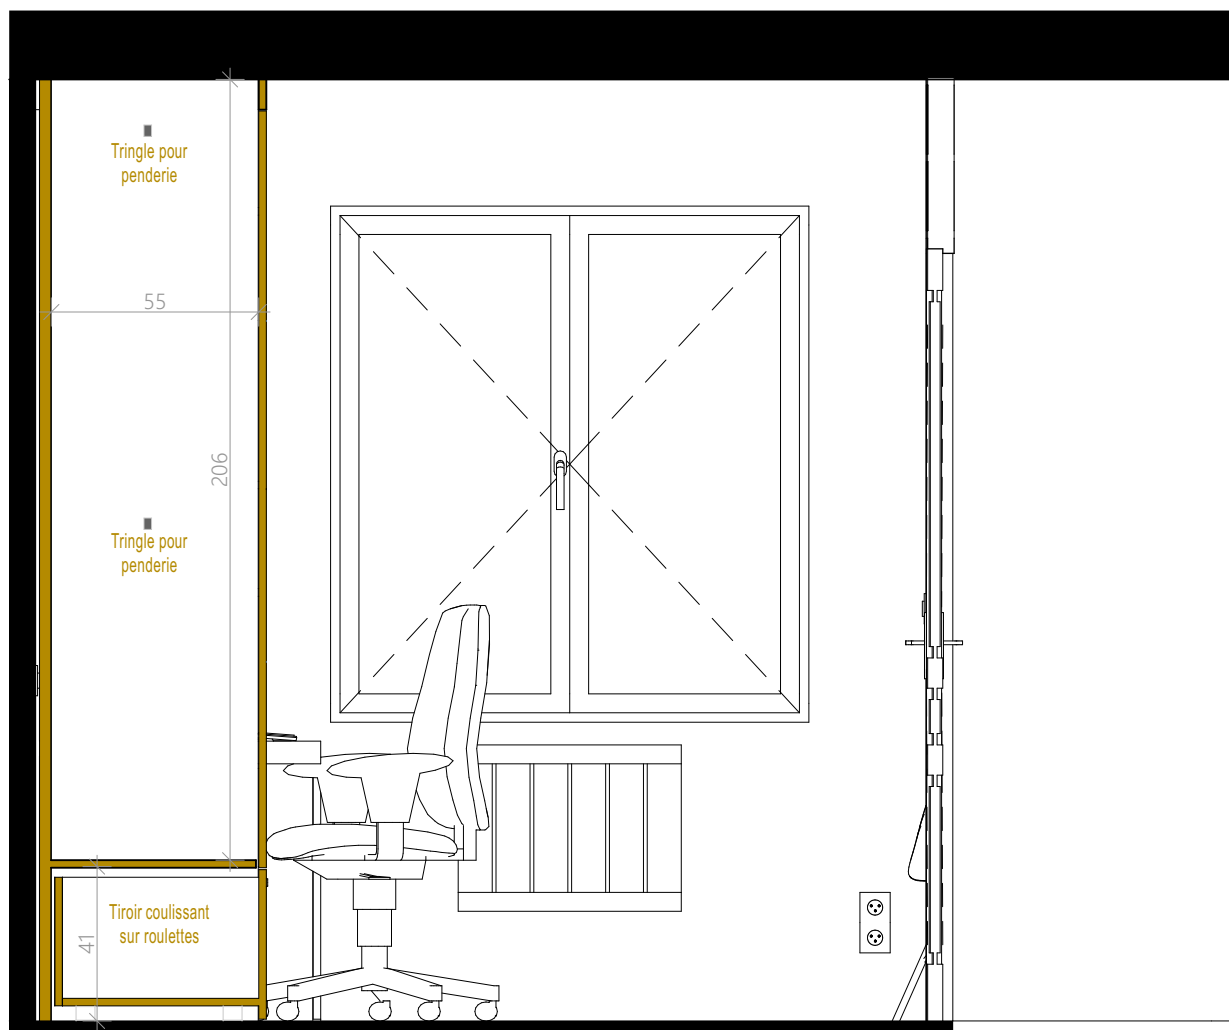 Tringle pour
penderie
55
206
Tringle pour
penderie
Tiroir coulissant
sur roulettes
41